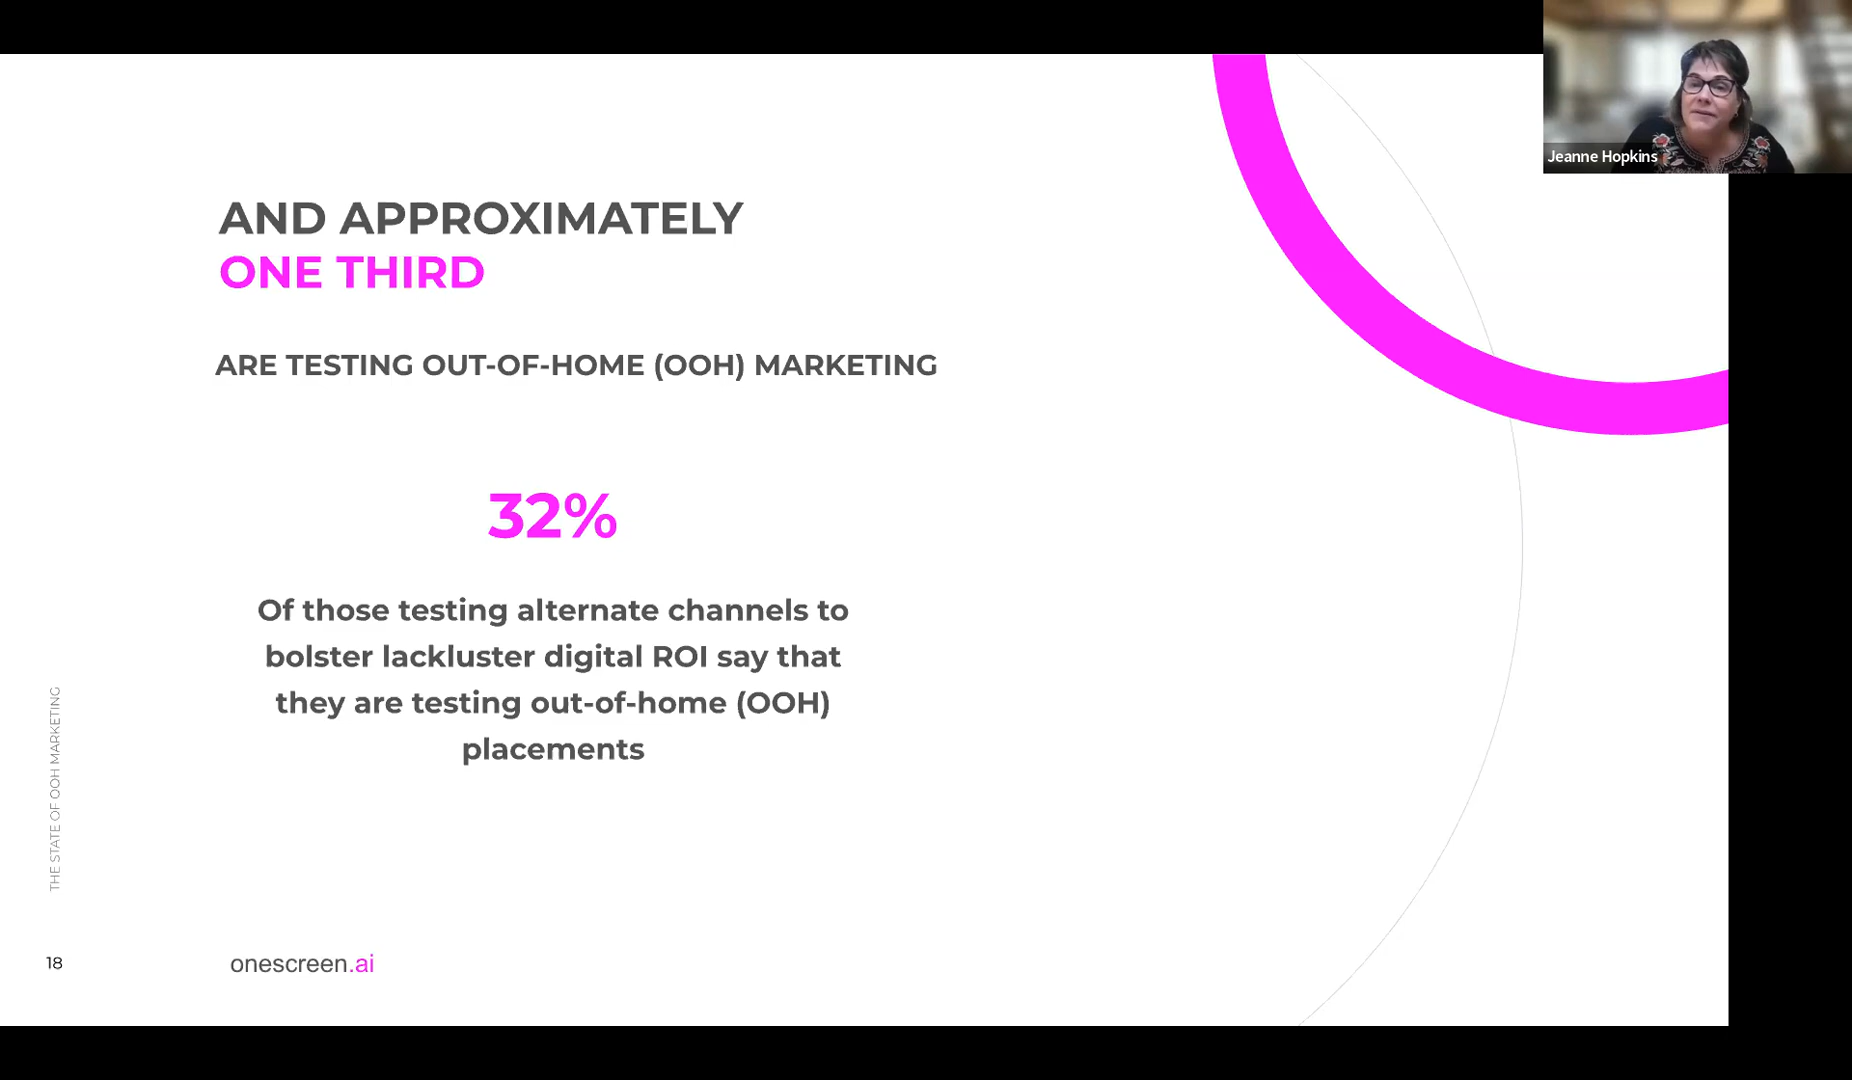 Jeanne Hopkins
AND APPROXIMATELY
ONE THIRD
ARE TESTING OUT-OF-HOME (OOH) MARKETING
32%
Of those testing alternate channels to
bolster lackluster digital ROI say that
they are testing out-of-home (OOH)
placements
THE STATE OF OOH MARKETING
18
onescreen.ai